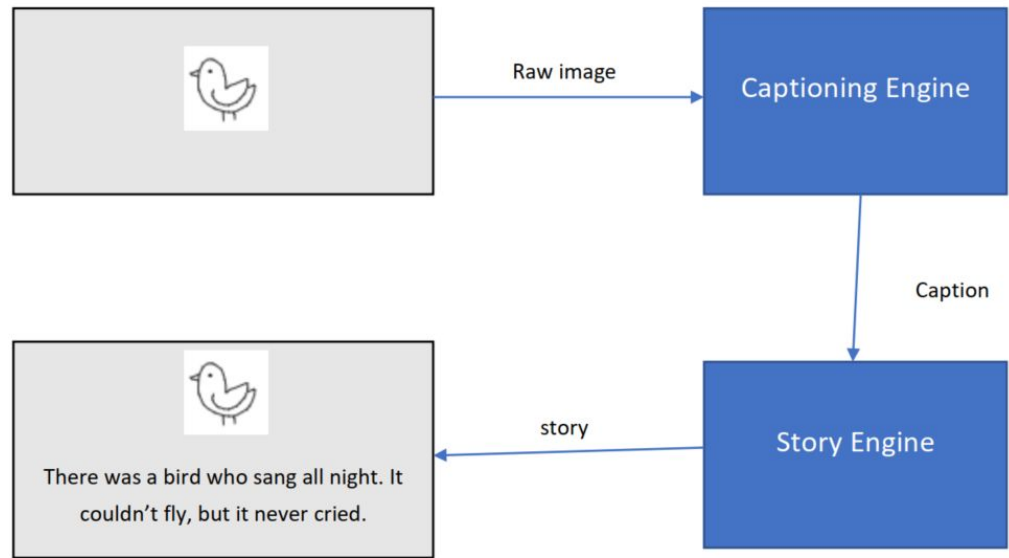 Raw image
Captioning Engine
Caption
Story Engine
story
There was a bird who sang all night. It
couldn’t fly, but it never cried.